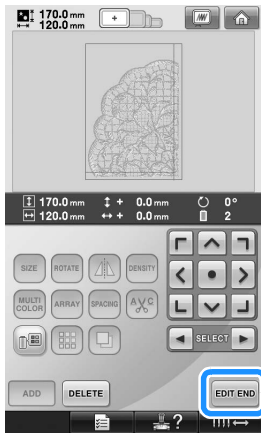 170.0 mm
120.0 mm
170.0 mm + 0.0 mm 0°
120.0 mm + 0.0 mm 2
SIZE ROTATE DENSITY
MULTI COLOR ARRAY SPACING A C
SELECT
ADD DELETE EDIT END
?